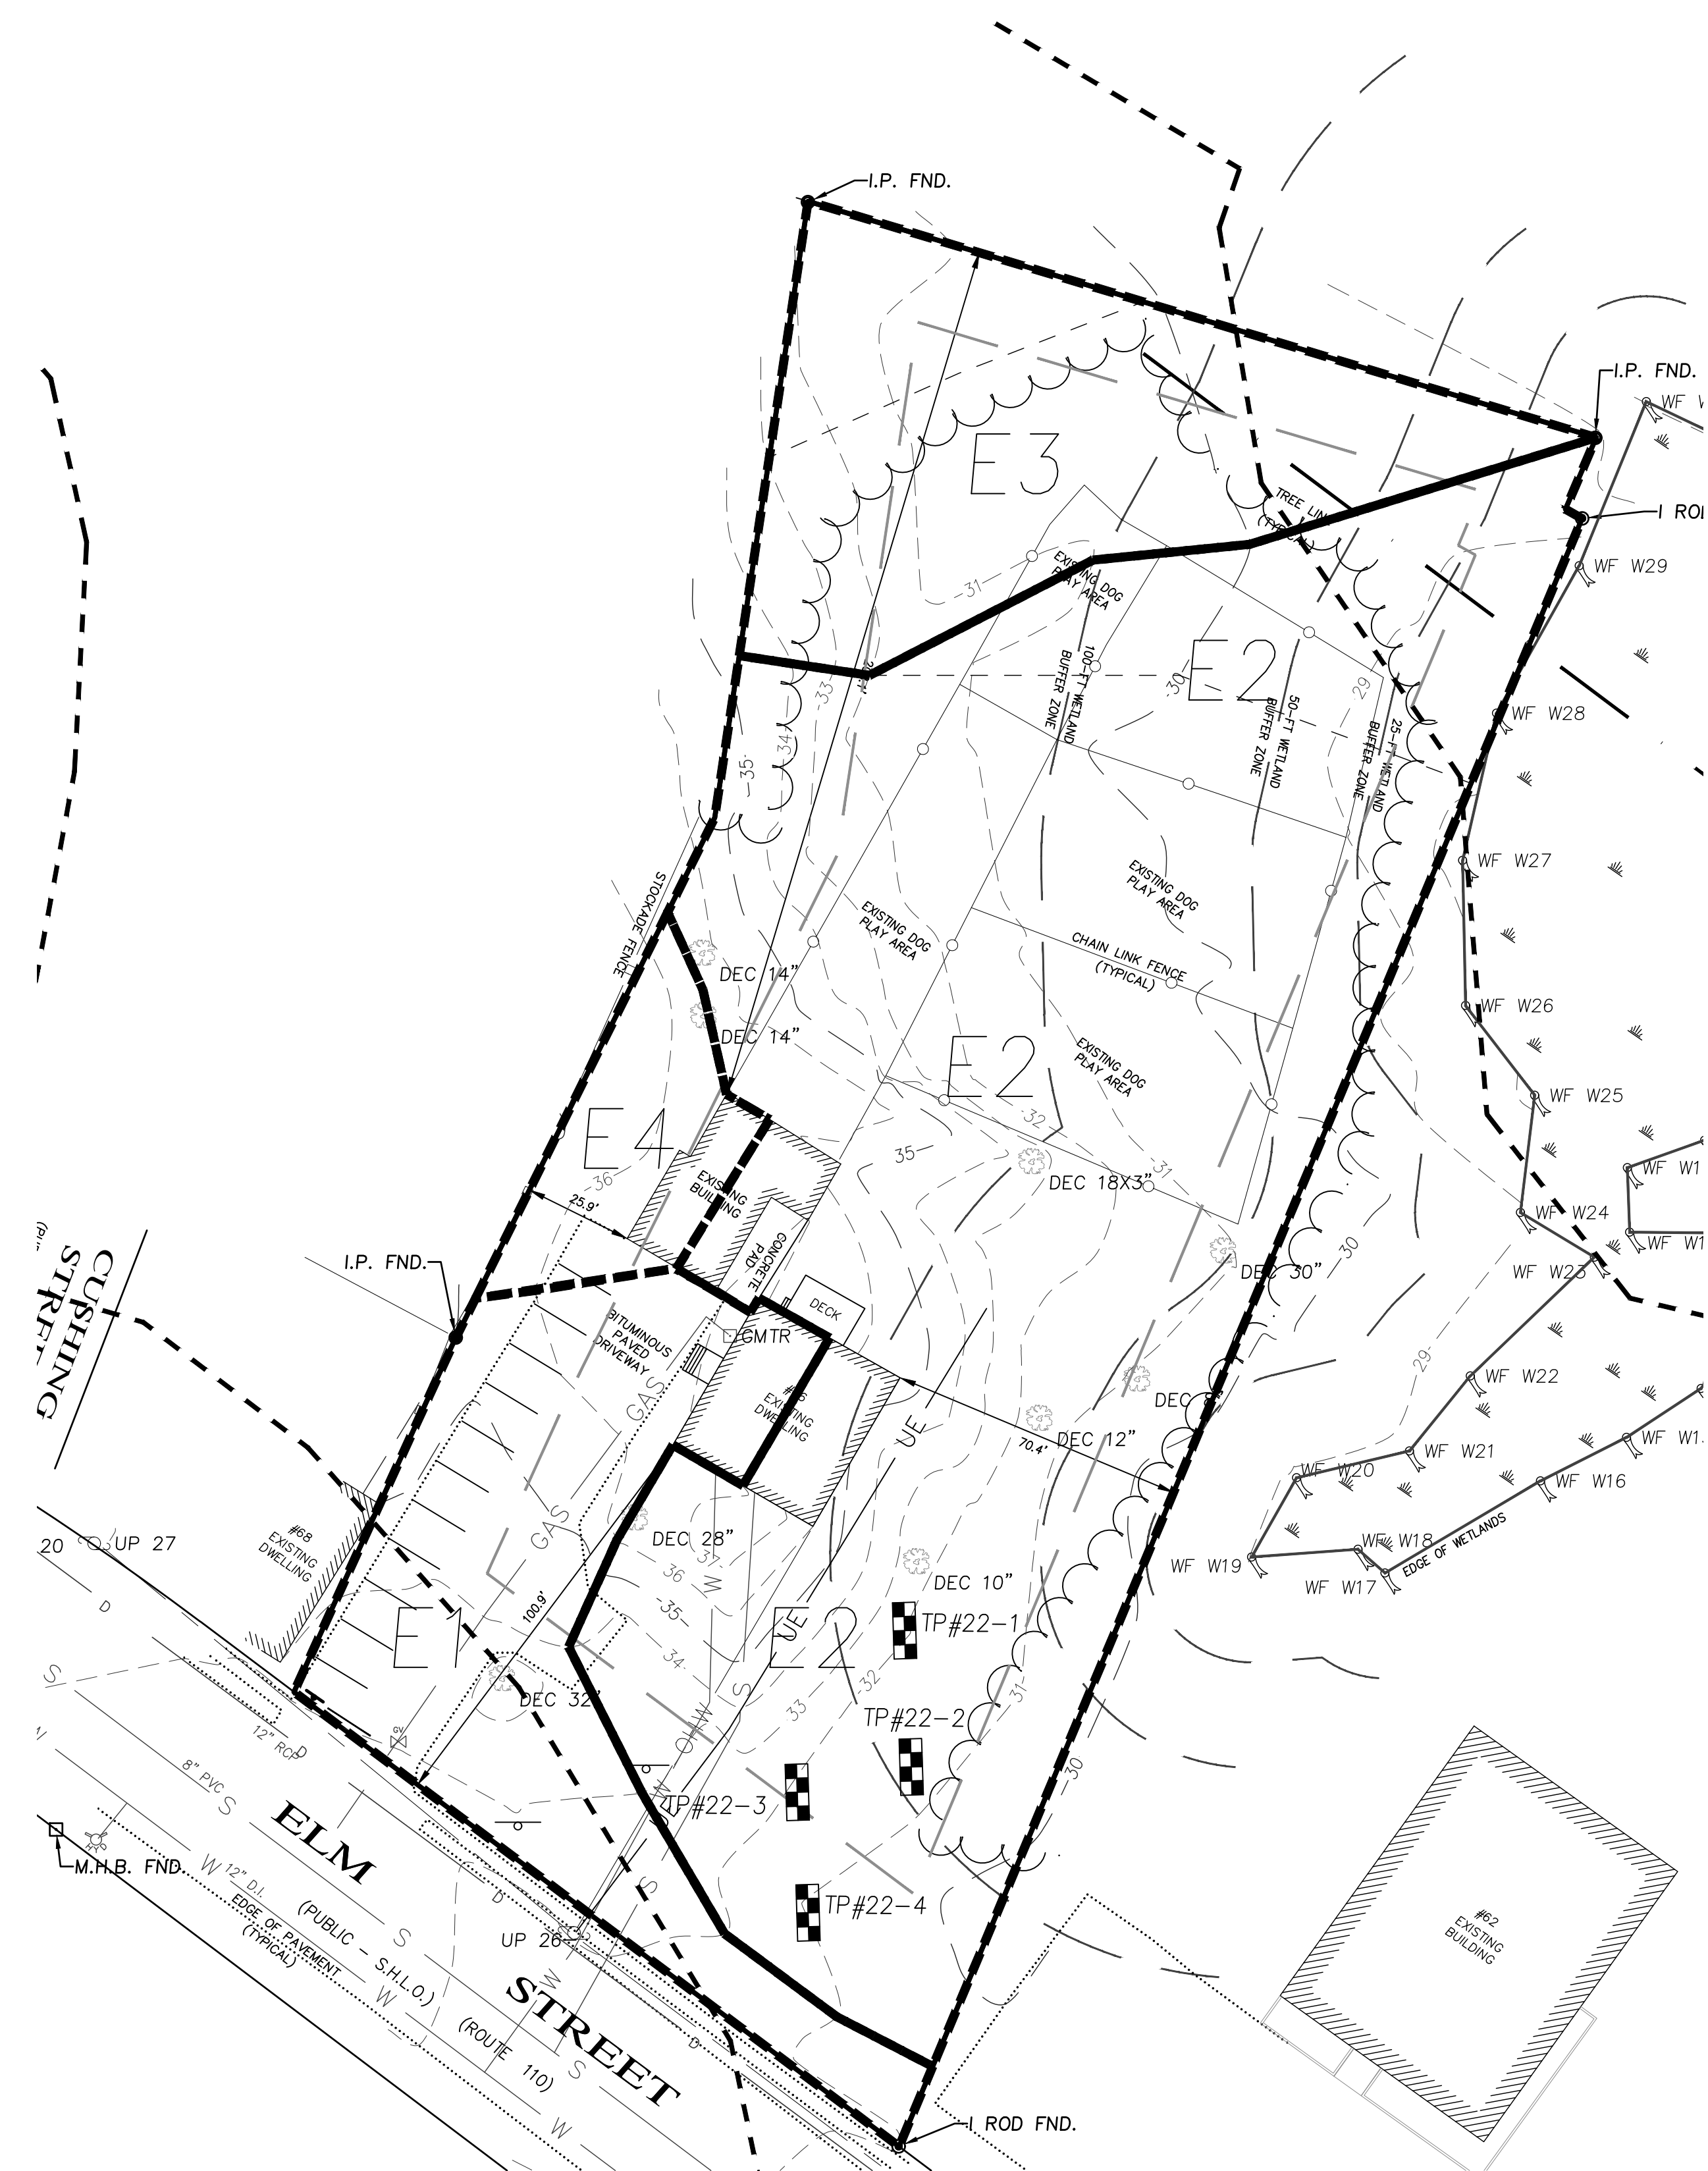 I.P. FND.
I.P. FND.
WF
E3
TREE LIN
(TYPICAL)
WF W29
EXISTING DOG
PLAY AREA
31
E2
100-FT WETLAND
BUFFER ZONE
30
50-FT WETLAND
BUFFER ZONE
29
25-FT WETLAND
BUFFER ZONE
WF W28
33
34
35
WF W27
EXISTING DOG
PLAY AREA
STOCKADE FENCE
EXISTING DOG
PLAY AREA
CHAIN LINK FENCE
(TYPICAL)
DEC 14"
WF W26
DEC 14"
E2
EXISTING DOG
PLAY AREA
WF W25
E4
32
35
31
DEC 18X3"
36
EXISTING
BUILDING
25.9'
WF W24
CUSHING
I.P. FND.
CONCRETE
PAD
DEC 30"
30
WF W23
DECK
BITUMINOUS
PAVED
DRIVEWAY
GMTR
GAS
29
WF W22
EXISTING
DWELLING
UE
70.4'
DEC 12"
WF W21
WF W20
WF W16
EDGE OF WETLANDS
WF W18
WF W19
WF W17
#68
EXISTING
DWELLING
20
UP 27
D
GAS
DEC 28"
37
36
35
34
W
DEC 10"
100.9'
E1
UE
E2
TP#22-1
DEC 32"
S
OHW
S
33
32
31
TP#22-2
GV
12" RCP
D
8" PVC
S
30
TP#22-3
ELM
M.H.B. FND.
HYD
W
12" D.I.
EDGE OF PAVEMENT
(TYPICAL)
(PUBLIC - S.H.L.O.)
S
D
S
TP#22-4
UP 26
#62
EXISTING
BUILDING
STREET
W
W
(ROUTE 110)
S
D
W
I ROD FND.